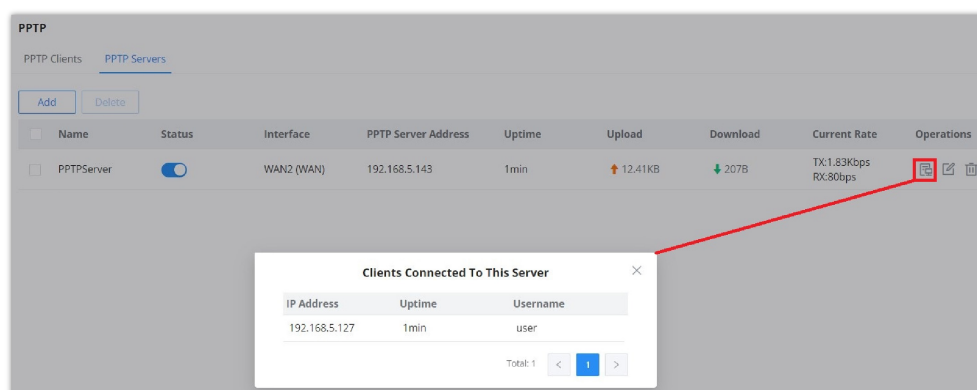 PPTP
PPTP Clients PPTP Servers
Add Delete
Name Status Interface PPTP Server Address Uptime Upload Download Current Rate Operations
PPTPServer WAN2 (WAN) 192.168.5.143 1min 12.41KB 207B TX:1.83Kbps
RX:80bps
Clients Connected To This Server
IP Address Uptime Username
192.168.5.127 1min user
Total: 1 < 1 >